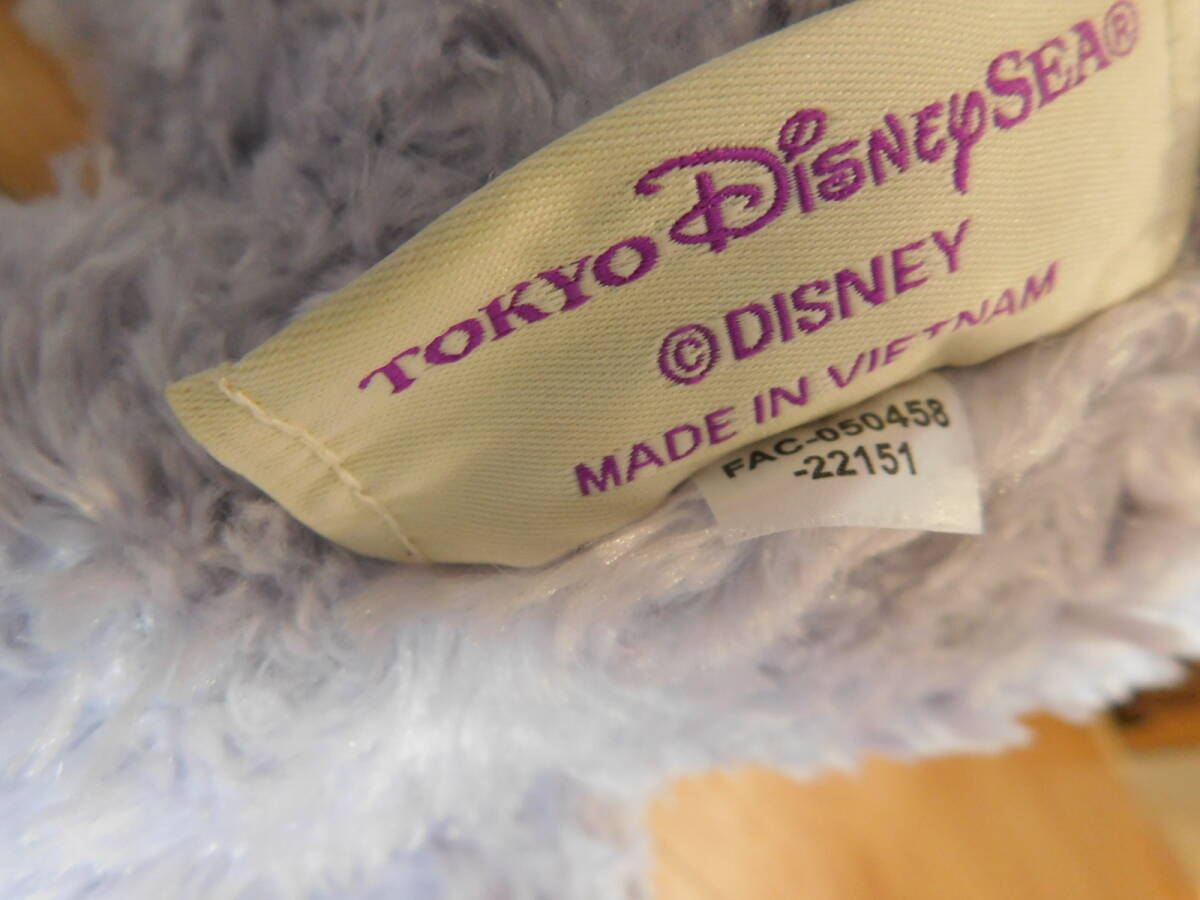 TOKYO DISNEYSEA®
©DISNEY
MADE IN VIETNAM
FAC-050458
-22151